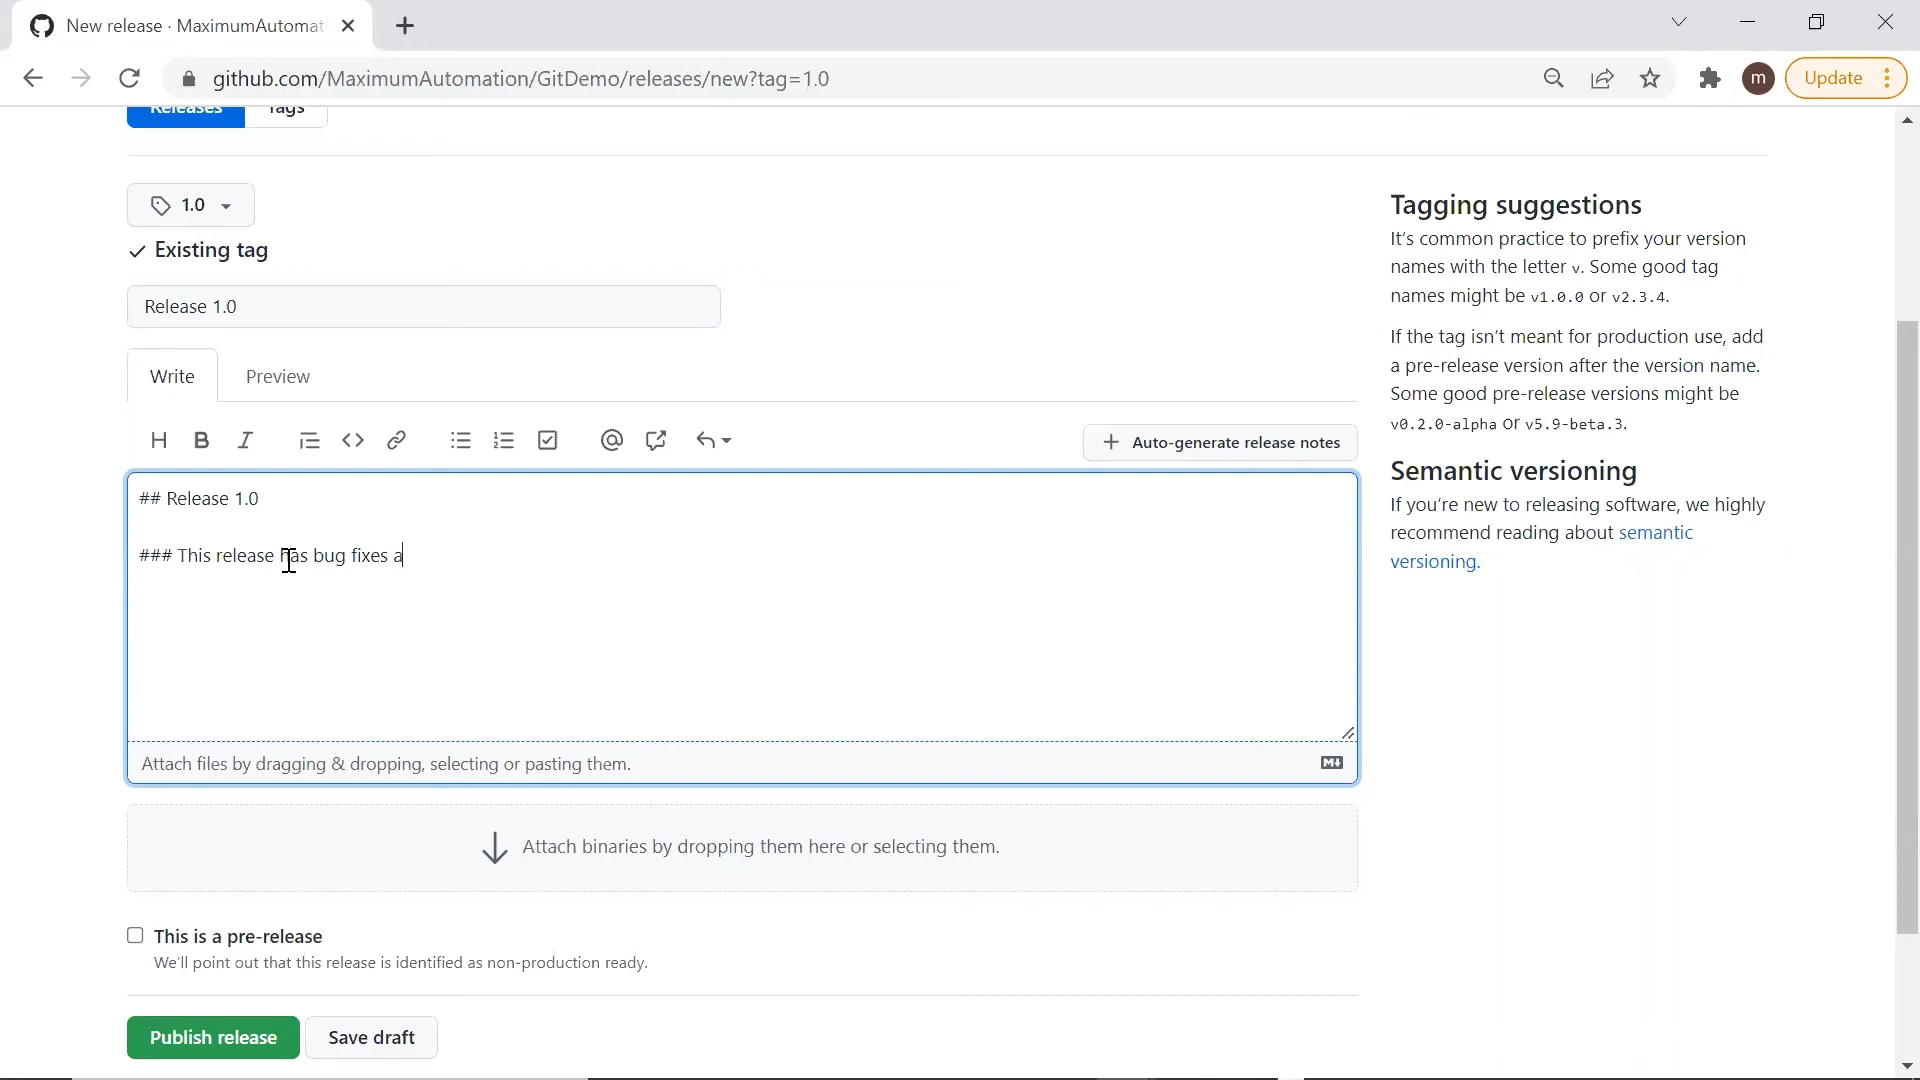 New release · MaximumAutomat
github.com/MaximumAutomation/GitDemo/releases/new?tag=1.0
m
Update
Releases
Tags
1.0
Existing tag
Release 1.0
Write
Preview
H B I
Auto-generate release notes
## Release 1.0
### This release has bug fixes a
Attach files by dragging & dropping, selecting or pasting them.
Attach binaries by dropping them here or selecting them.
This is a pre-release
We'll point out that this release is identified as non-production ready.
Publish release
Save draft
Tagging suggestions
It's common practice to prefix your version
names with the letter v. Some good tag
names might be v1.0.0 or v2.3.4.
If the tag isn't meant for production use, add
a pre-release version after the version name.
Some good pre-release versions might be
v0.2.0-alpha or v5.9-beta.3.
Semantic versioning
If you're new to releasing software, we highly
recommend reading about semantic
versioning.